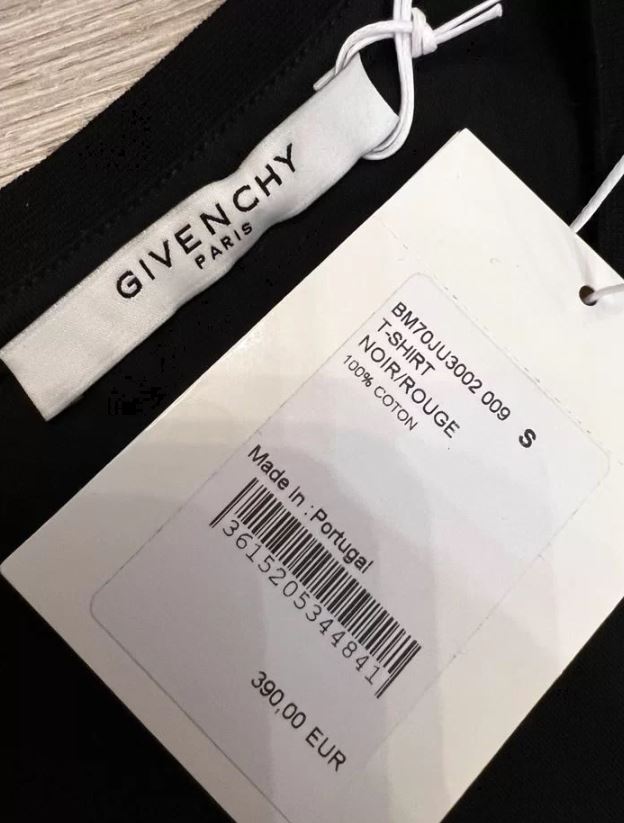 GIVENCHY
PARIS
BM70JU3002 009 S
T-SHIRT
NOIR/ROUGE
100% COTON
Made In : Portugal
3615205344841
390,00 EUR